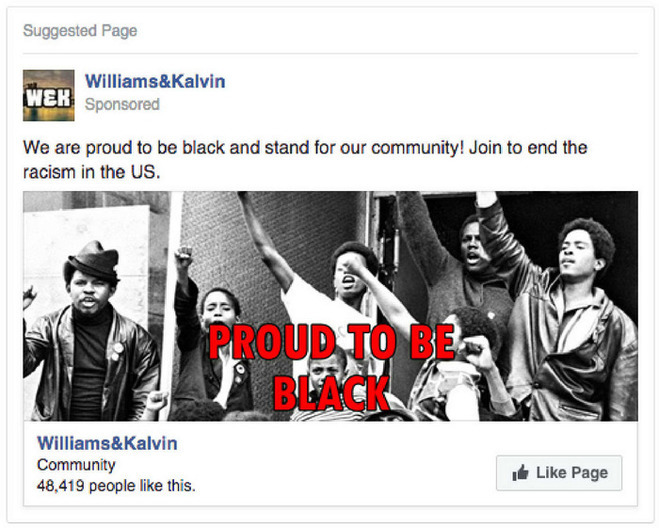 Suggested Page
W&K
Williams&Kalvin
Sponsored
We are proud to be black and stand for our community! Join to end the
racism in the US.
PROUD TO BE
BLACK
Williams&Kalvin
Community
48,419 people like this.
Like Page